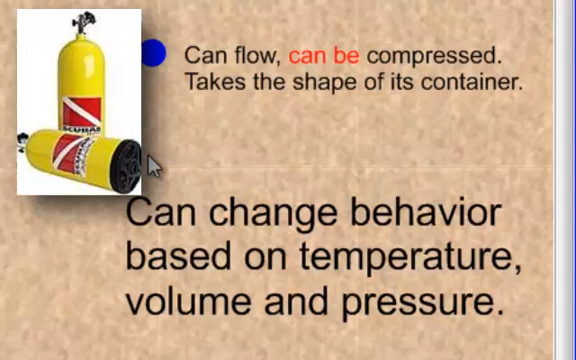 Can flow, can be compressed.
Takes the shape of its container.
SCUBA
Can change behavior
based on temperature,
volume and pressure.